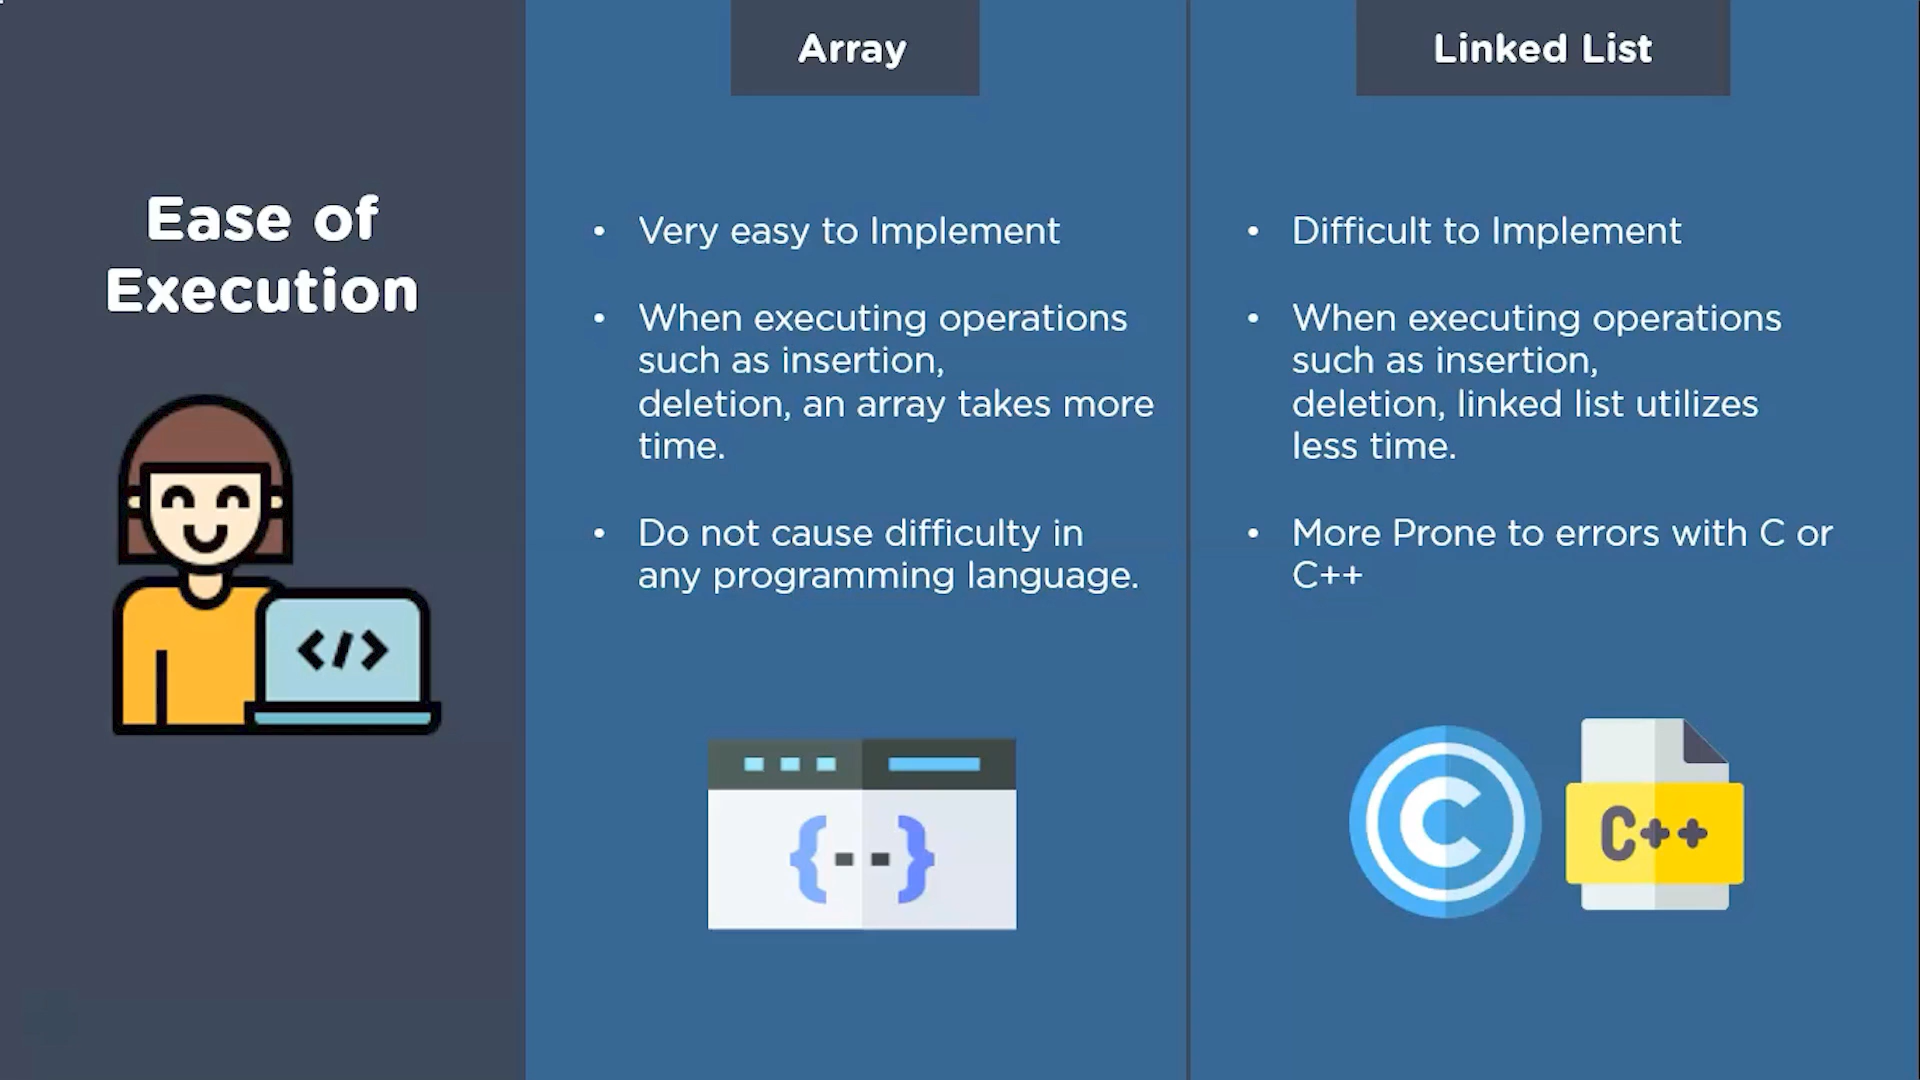 Ease of
Execution
Array
• Very easy to Implement
• When executing operations
such as insertion,
deletion, an array takes more
time.
• Do not cause difficulty in
any programming language.
Linked List
• Difficult to Implement
• When executing operations
such as insertion,
deletion, linked list utilizes
less time.
• More Prone to errors with C or
C++
</>
{--}
C
C++